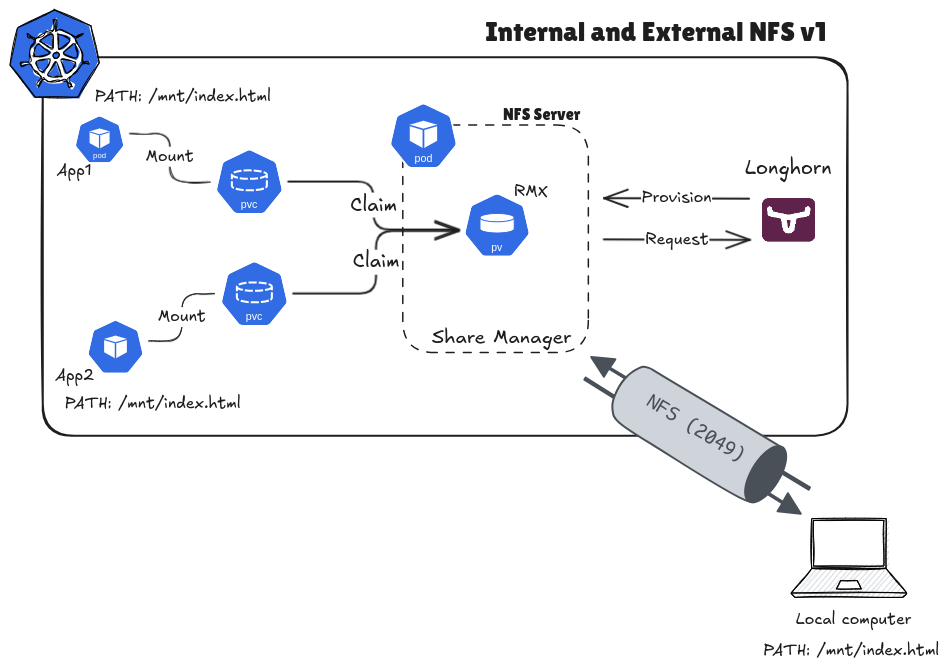 Internal and External NFS v1
PATH: /mnt/index.html
pod
App1
Mount
pvc
Claim
pod
NFS Server
RMX
pv
Longhorn
Provision
Request
Claim
pvc
Mount
Share Manager
App2
PATH: /mnt/index.html
NFS (2049)
Local computer
PATH: /mnt/index.html